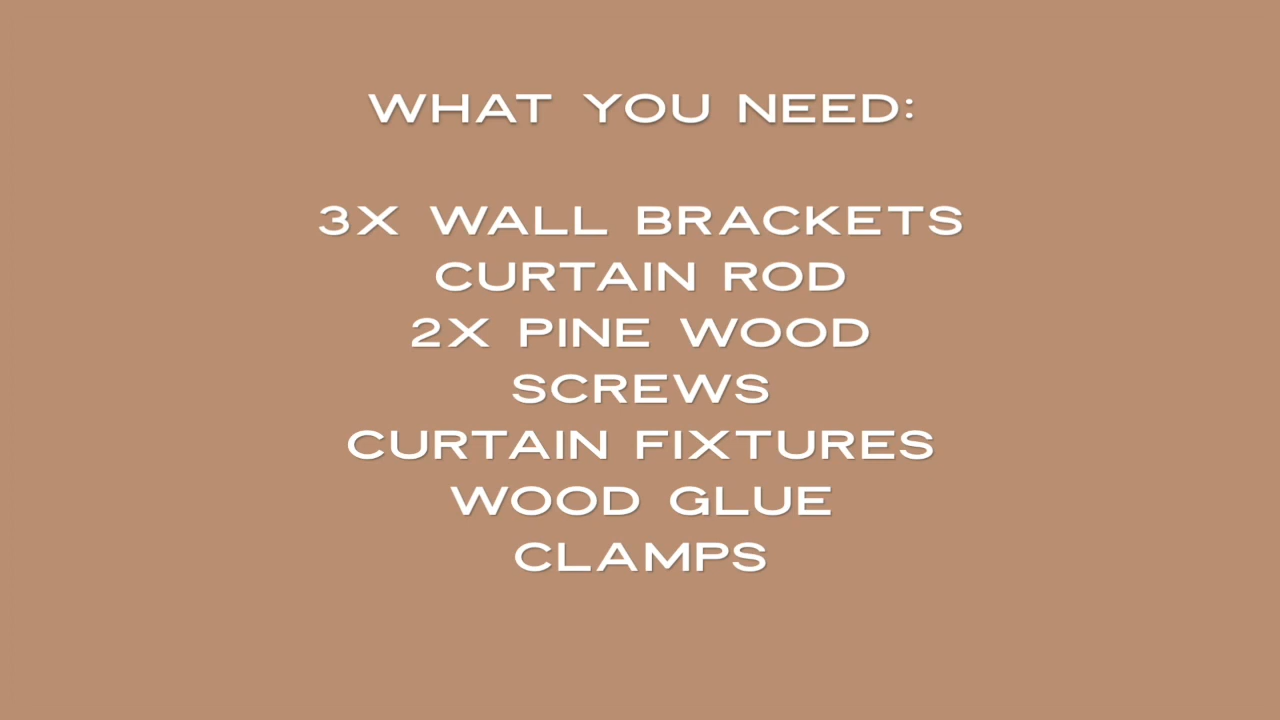 WHAT YOU NEED:
3X WALL BRACKETS
CURTAIN ROD
2X PINE WOOD
SCREWS
CURTAIN FIXTURES
WOOD GLUE
CLAMPS